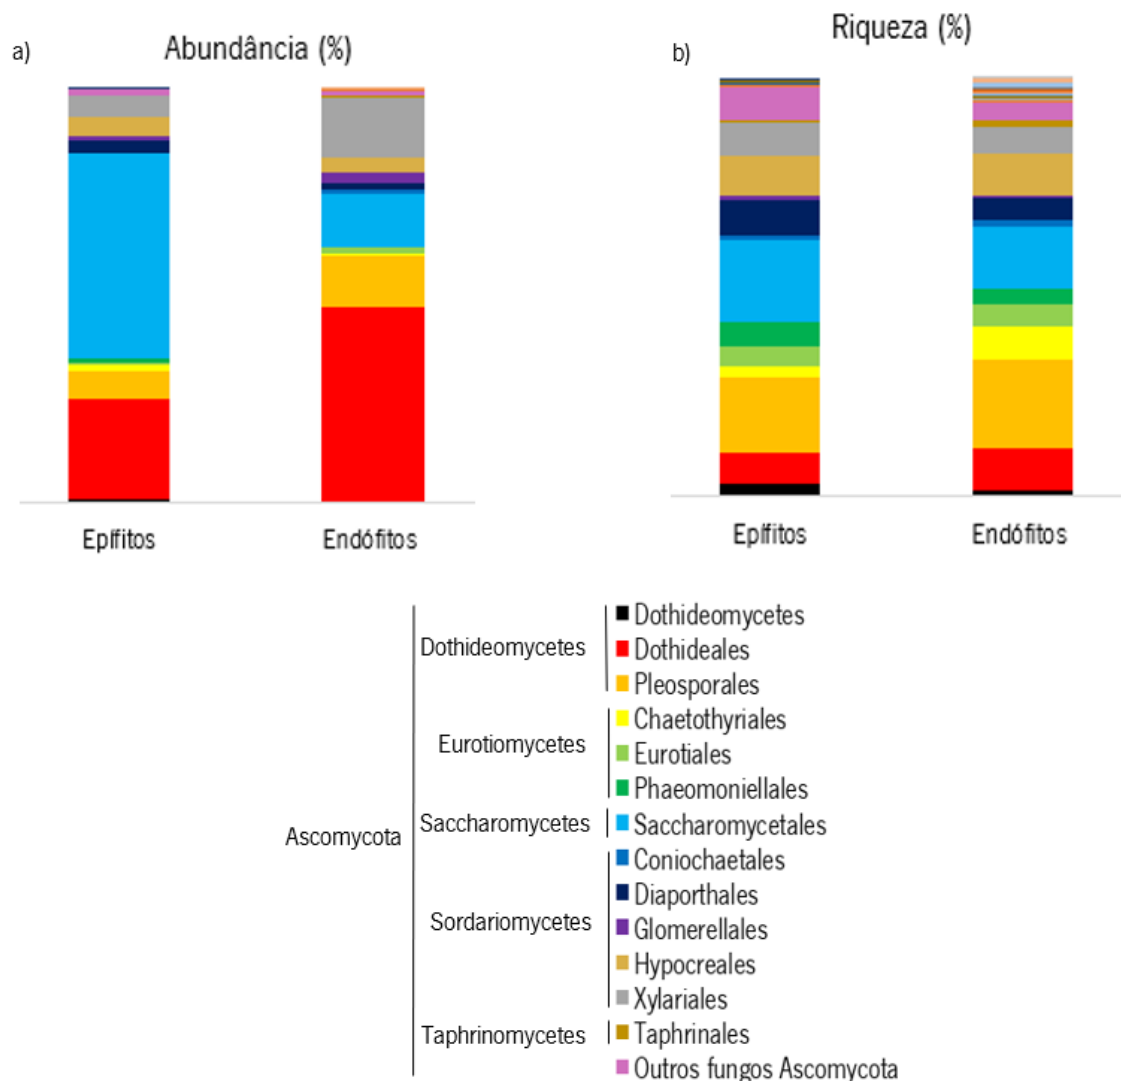 a)
Abundância (%)
b)
Riqueza (%)
Epífitos
Endófitos
Epífitos
Endófitos
Ascomycota
Dothideomycetes
Dothideomycetes
Dothideales
Pleosporales
Eurotiomycetes
Chaetothyriales
Eurotiales
Phaeomoniellales
Saccharomycetes
Saccharomycetales
Sordariomycetes
Coniochaetales
Diaporthales
Glomerellales
Hypocreales
Xylariales
Taphrinomycetes
Taphrinales
Outros fungos Ascomycota